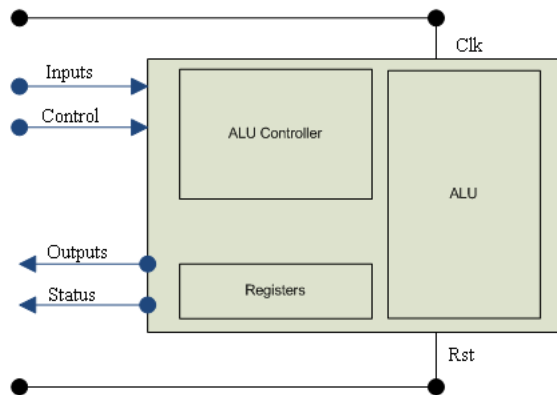 Clk
Inputs
Control
ALU Controller
ALU
Outputs
Status
Registers
Rst